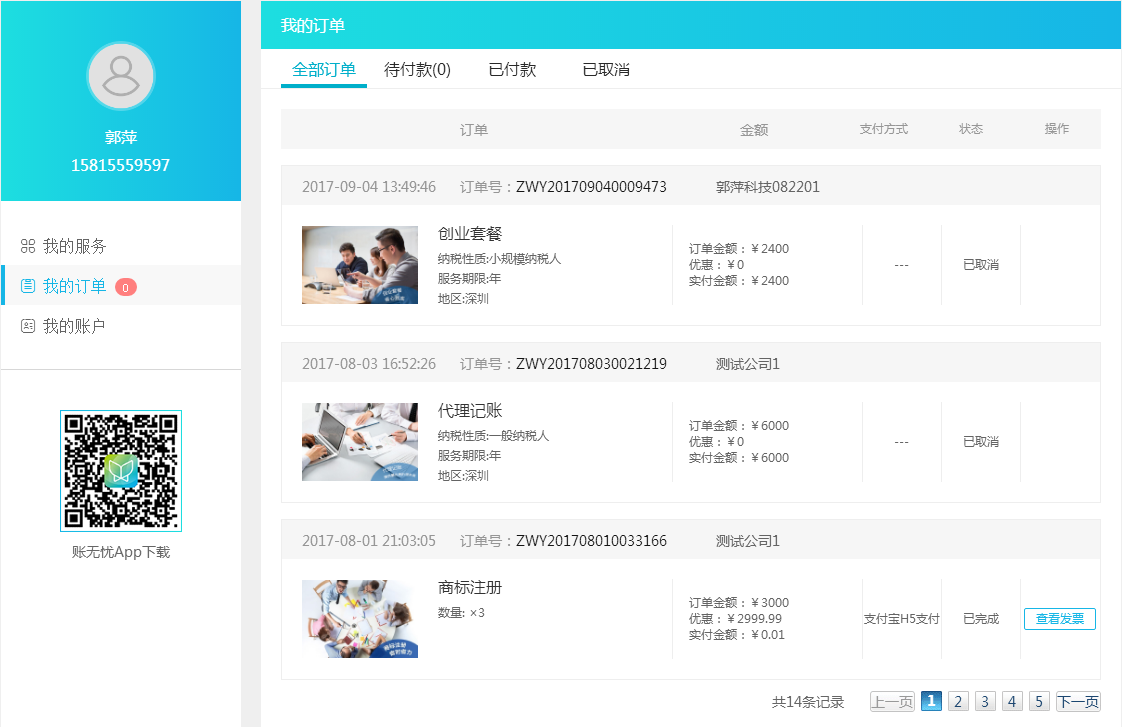 郭萍
15815559597
我的服务
我的订单 0
我的账户
账无忧App下载
我的订单
全部订单 待付款(0) 已付款 已取消
订单 金额 支付方式 状态 操作
2017-09-04 13:49:46 订单号：ZWY201709040009473 郭萍科技082201
创业套餐
纳税性质:小规模纳税人
服务期限:年
地区:深圳
订单金额：￥2400
优惠：￥0
实付金额：￥2400
---
已取消
2017-08-03 16:52:26 订单号：ZWY201708030021219 测试公司1
代理记账
纳税性质:一般纳税人
服务期限:年
地区:深圳
订单金额：￥6000
优惠：￥0
实付金额：￥6000
---
已取消
2017-08-01 21:03:05 订单号：ZWY201708010033166 测试公司1
商标注册
数量: ×3
订单金额：￥3000
优惠：￥2999.99
实付金额：￥0.01
支付宝H5支付
已完成
查看发票
共14条记录 上一页 1 2 3 4 5 下一页